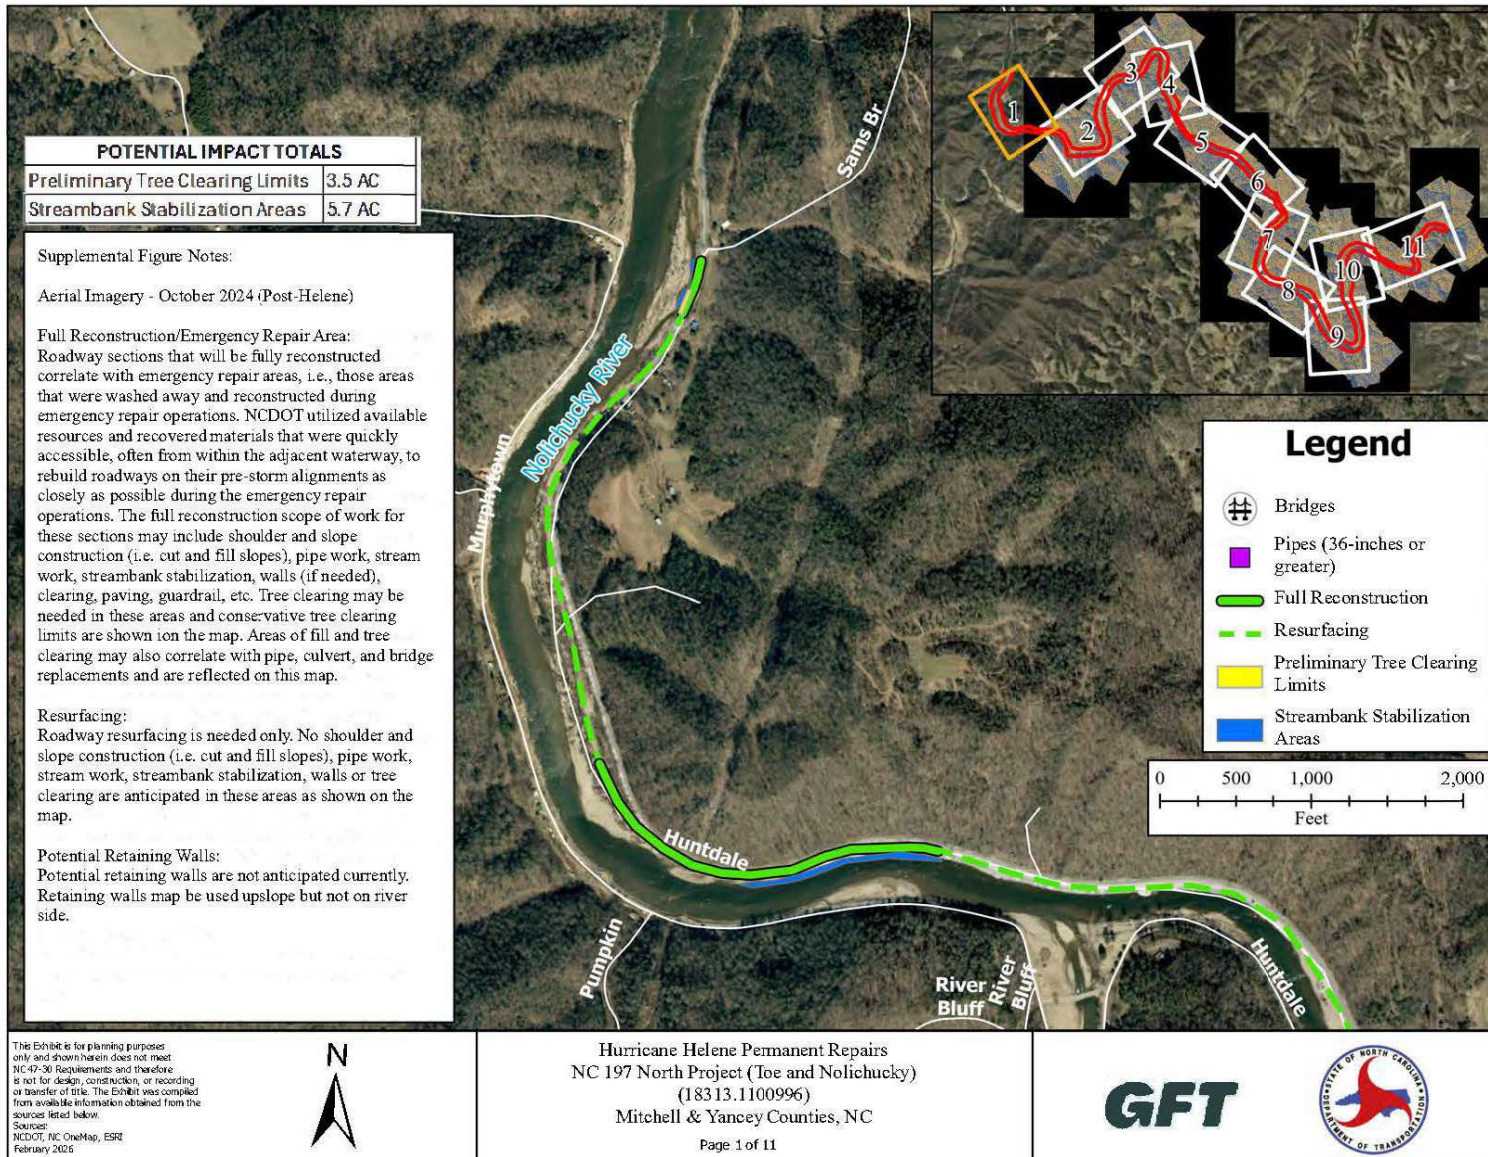 POTENTIAL IMPACT TOTALS
Preliminary Tree Clearing Limits 3.5 AC
Streambank Stabilization Areas 5.7 AC
Supplemental Figure Notes:
Aerial Imagery - October 2024 (Post-Helene)
Full Reconstruction/Emergency Repair Area:
Roadway sections that will be fully reconstructed
correlate with emergency repair areas, i.e., those areas
that were washed away and reconstructed during
emergency repair operations. NCDOT utilized available
resources and recovered materials that were quickly
accessible, often from within the adjacent waterway, to
rebuild roadways on their pre-storm alignments as
closely as possible during the emergency repair
operations. The full reconstruction scope of work for
these sections may include shoulder and slope
construction (i.e. cut and fill slopes), pipe work, stream
work, streambank stabilization, walls (if needed),
clearing, paving, guardrail, etc. Tree clearing may be
needed in these areas and conservative tree clearing
limits are shown ion the map. Areas of fill and tree
clearing may also correlate with pipe, culvert, and bridge
replacements and are reflected on this map.
Resurfacing:
Roadway resurfacing is needed only. No shoulder and
slope construction (i.e. cut and fill slopes), pipe work,
stream work, streambank stabilization, walls or tree
clearing are anticipated in these areas as shown on the
map.
Potential Retaining Walls:
Potential retaining walls are not anticipated currently.
Retaining walls map be used upslope but not on river
side.
Sams Br
Nolichucky River
Murphytown
Huntdale
Pumpkin
River
Bluff
River
Bluff
Huntdale
1
2
3
4
5
6
7
8
9
10
11
Legend
Bridges
Pipes (36-inches or
greater)
Full Reconstruction
Resurfacing
Preliminary Tree Clearing
Limits
Streambank Stabilization
Areas
0 500 1,000 2,000
Feet
This Exhibit is for planning purposes
only and shown herein does not meet
NC 47-30 Requirements and therefore
is not for design, construction, or recording
or transfer of title. The Exhibit was compiled
from available information obtained from the
sources listed below.
Sources:
NCDOT, NC OneMap, ESRI
February 2026
N
Hurricane Helene Permanent Repairs
NC 197 North Project (Toe and Nolichucky)
(18313.1100996)
Mitchell & Yancey Counties, NC
Page 1 of 11
GFT
STATE OF NORTH CAROLINA
DEPARTMENT OF TRANSPORTATION